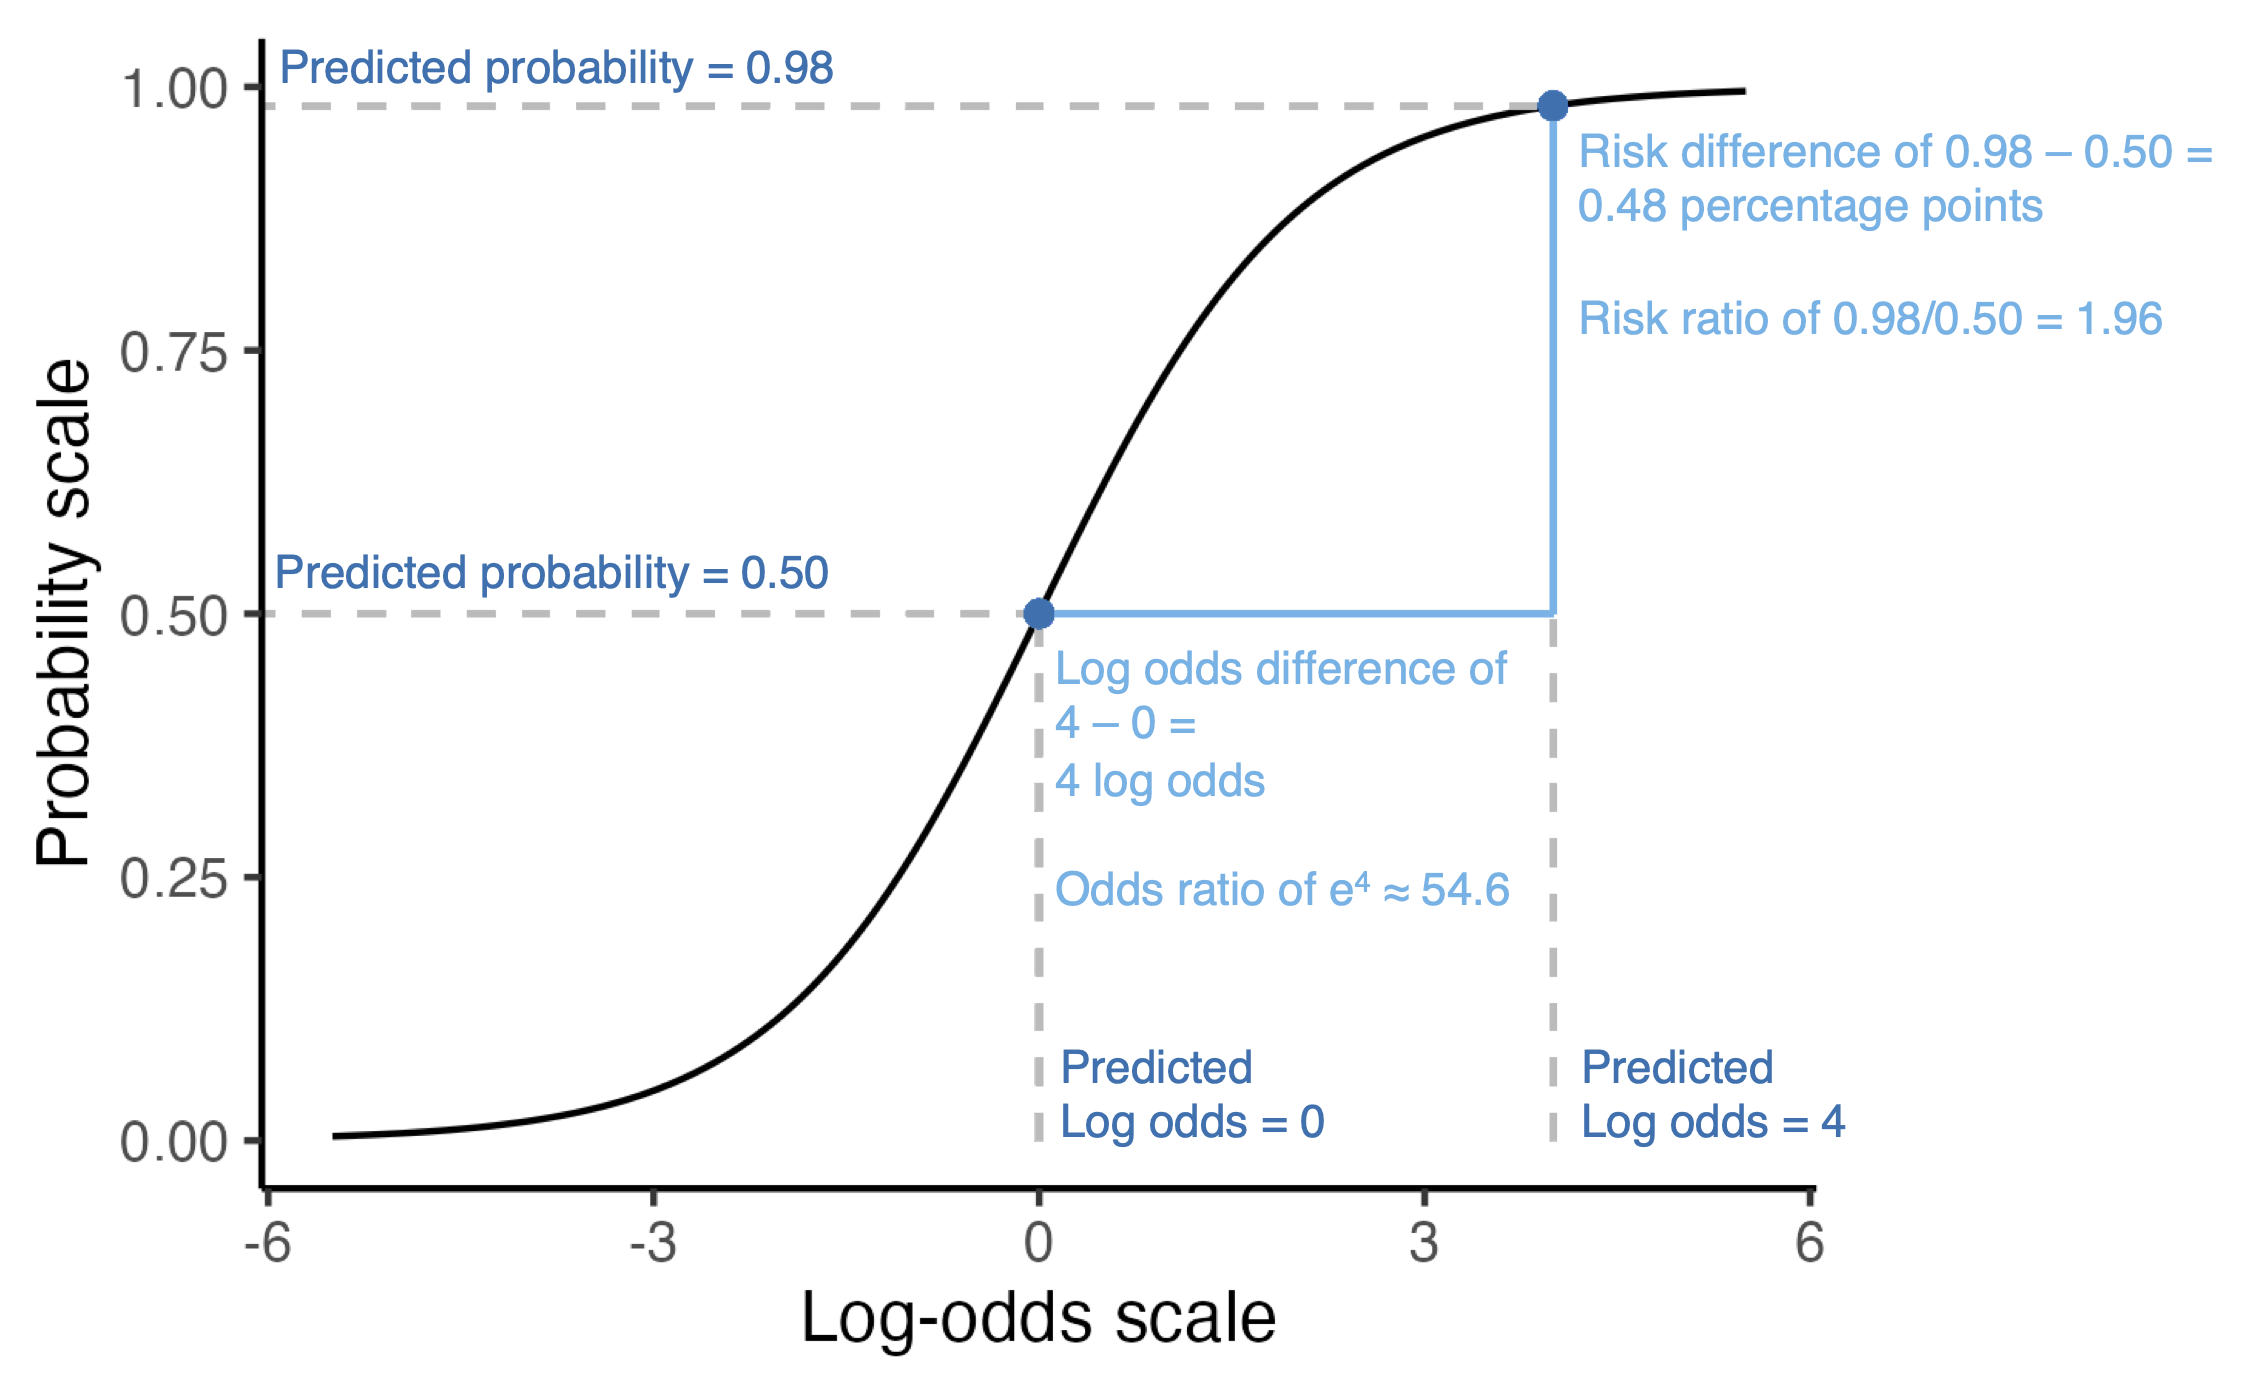 Predicted probability = 0.98
1.00
Risk difference of 0.98 – 0.50 =
0.48 percentage points
Risk ratio of 0.98/0.50 = 1.96
0.75
Probability scale
Predicted probability = 0.50
0.50
Log odds difference of
4 – 0 =
4 log odds
Odds ratio of e⁴ ≈ 54.6
0.25
Predicted
Log odds = 0
Predicted
Log odds = 4
0.00
-6 -3 0 3 6
Log-odds scale